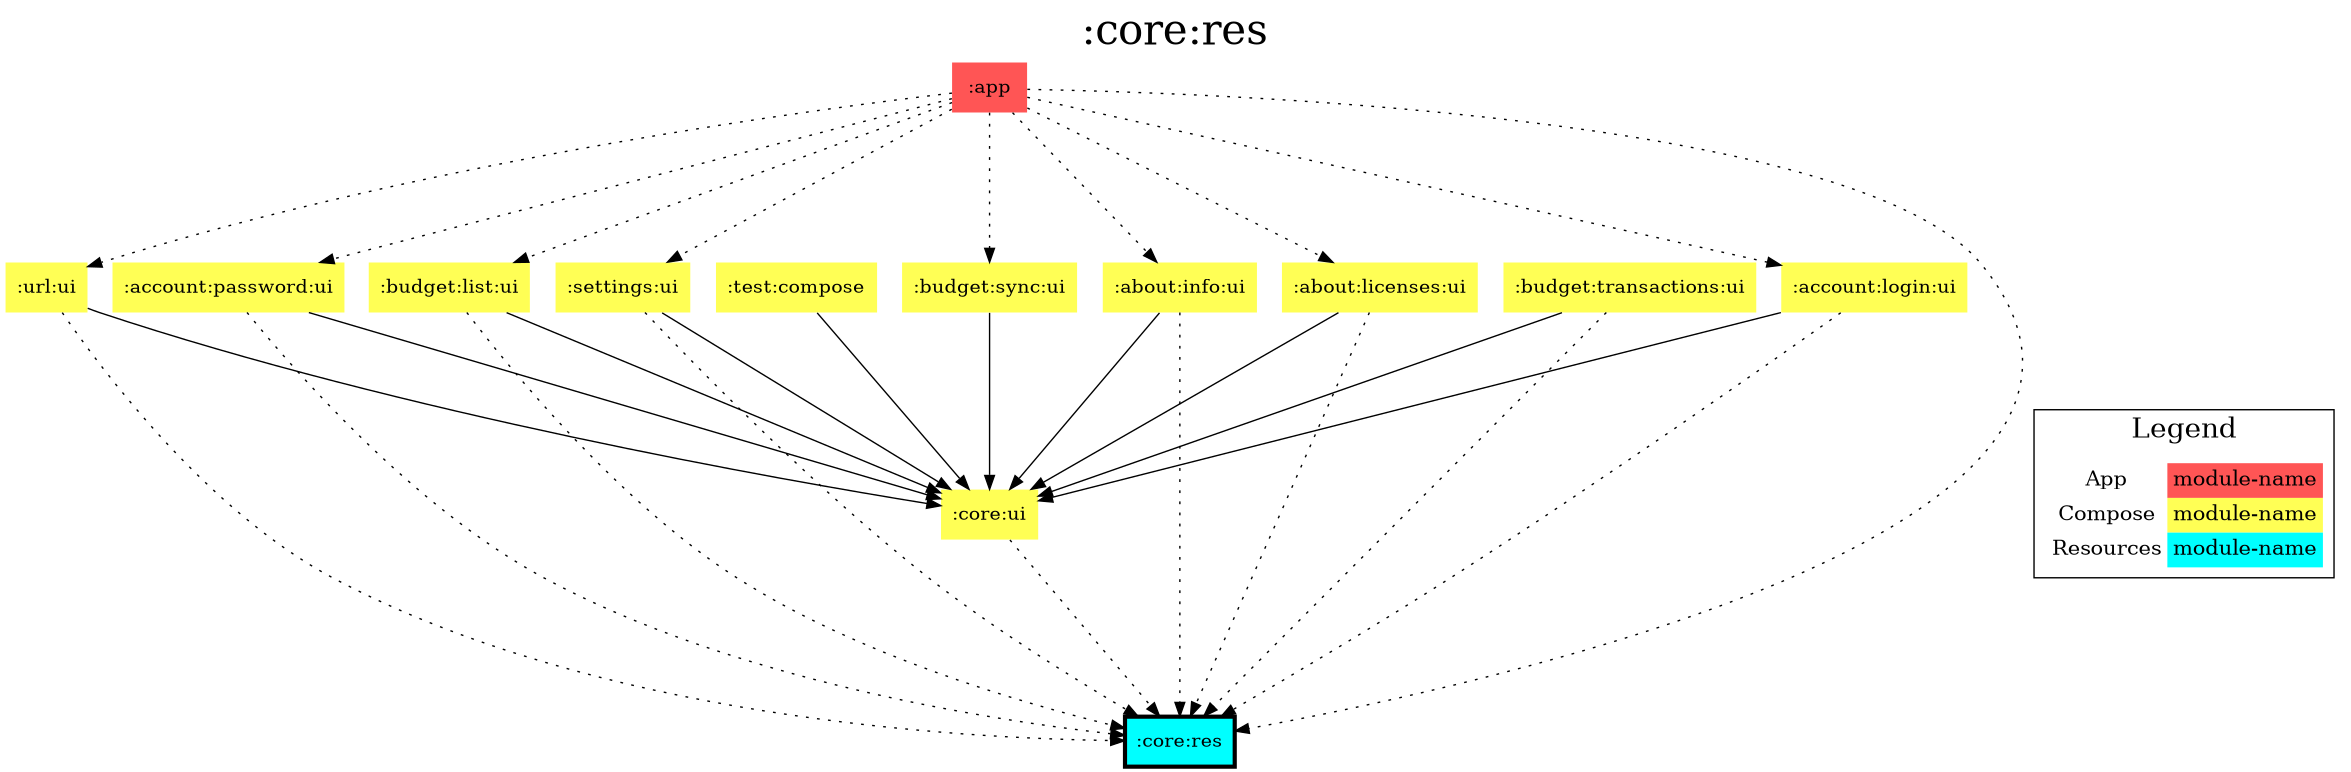 :core:res
:app
:url:ui
:account:password:ui
:budget:list:ui
:settings:ui
:test:compose
:budget:sync:ui
:about:info:ui
:about:licenses:ui
:budget:transactions:ui
:account:login:ui
Legend
App module-name
Compose module-name
Resources module-name
:core:ui
:core:res